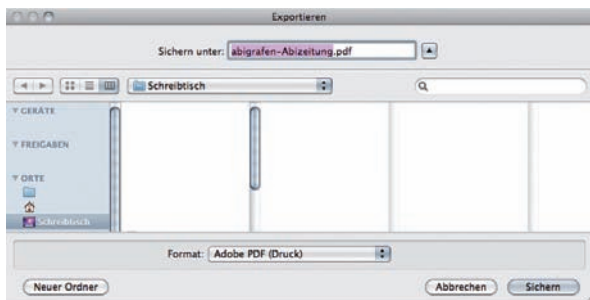 Exportieren
Sichern unter: abigrafen-Abizeitung.pdf
Schreibtisch
GERÄTE
FREIGABEN
ORTE
Schreibtisch
Format: Adobe PDF (Druck)
Neuer Ordner Abbrechen Sichern